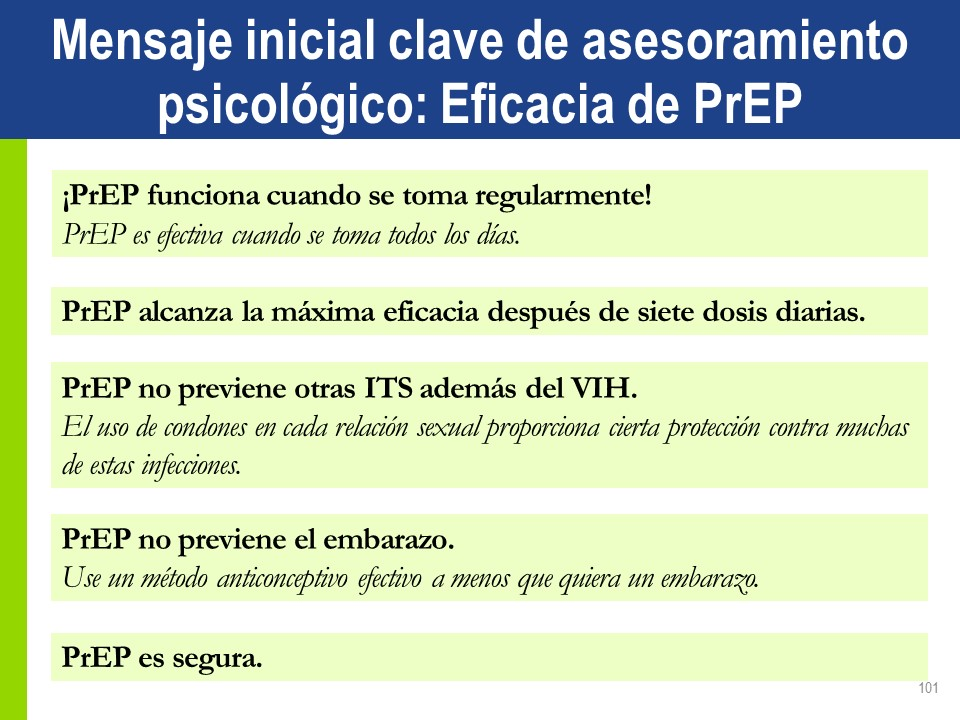 Mensaje inicial clave de asesoramiento
psicológico: Eficacia de PrEP
¡PrEP funciona cuando se toma regularmente!
PrEP es efectiva cuando se toma todos los días.
PrEP alcanza la máxima eficacia después de siete dosis diarias.
PrEP no previene otras ITS además del VIH.
El uso de condones en cada relación sexual proporciona cierta protección contra muchas
de estas infecciones.
PrEP no previene el embarazo.
Use un método anticonceptivo efectivo a menos que quiera un embarazo.
PrEP es segura.
101